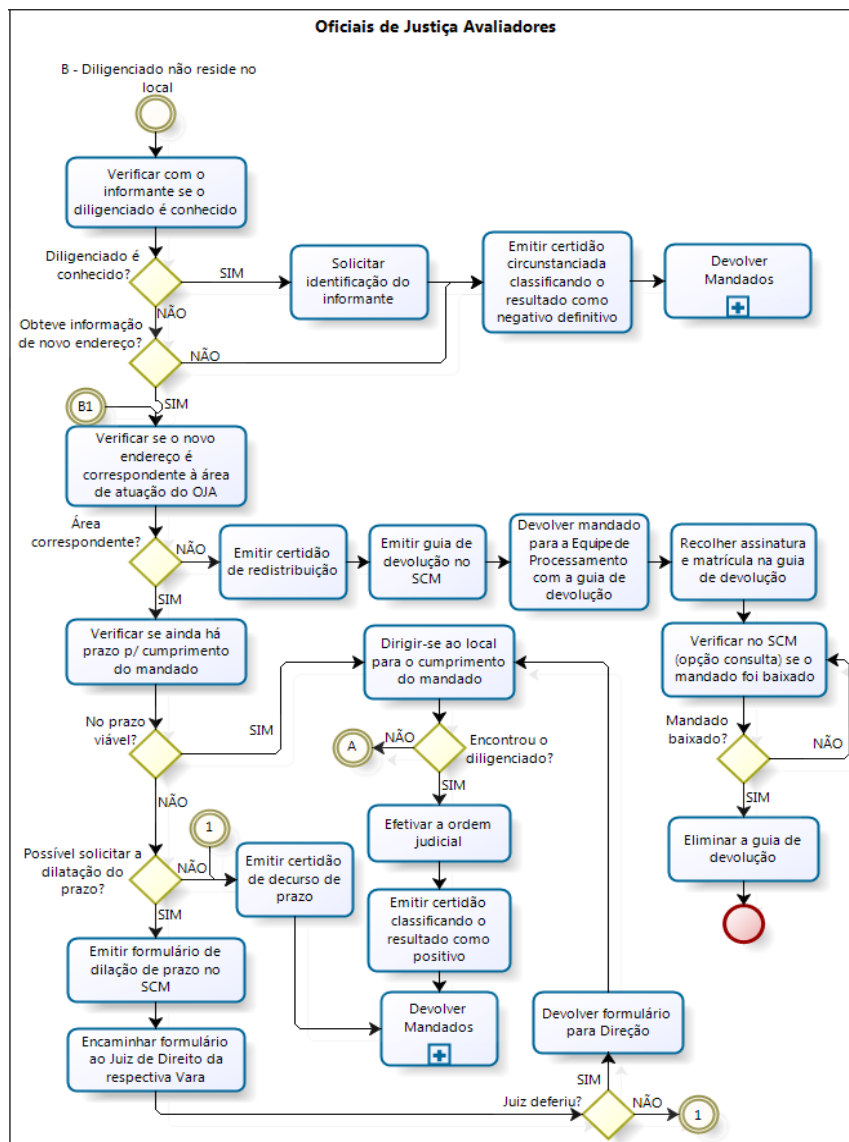 Oficiais de Justiça Avaliadores
B - Diligenciado não reside no
local
Verificar com o
informante se o
diligenciado é conhecido
Diligenciado é
conhecido?
SIM
Solicitar
identificação do
informante
Emitir certidão
circunstanciada
classificando o
resultado como
negativo definitivo
Devolver
Mandados
NÃO
Obteve informação
de novo endereço?
NÃO
SIM
B1
Verificar se o novo
endereço é
correspondente à área
de atuação do OJA
Área
correspondente?
NÃO
Emitir certidão
de redistribuição
Emitir guia de
devolução no
SCM
Devolver mandado
para a Equipe de
Processamento
com a guia de
devolução
Recolher assinatura
e matrícula na guia
de devolução
SIM
Verificar se ainda há
prazo p/ cumprimento
do mandado
Dirigir-se ao local
para o cumprimento
do mandado
Verificar no SCM
(opção consulta) se o
mandado foi baixado
No prazo
viável?
SIM
A
NÃO
Encontrou o
diligenciado?
Mandado
baixado?
NÃO
NÃO
SIM
SIM
1
Efetivar a ordem
judicial
Eliminar a guia de
devolução
Possível solicitar a
dilatação do
prazo?
NÃO
Emitir certidão
de decurso de
prazo
Emitir certidão
classificando o
resultado como
positivo
SIM
Emitir formulário de
dilação de prazo no
SCM
Devolver
Mandados
Devolver formulário
para Direção
Encaminhar formulário
ao Juiz de Direito da
respectiva Vara
SIM
Juiz deferiu?
NÃO
1